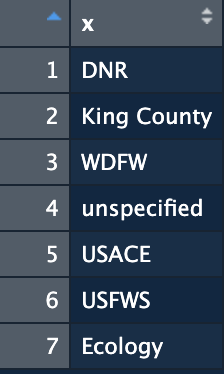 x
1 DNR
2 King County
3 WDFW
4 unspecified
5 USACE
6 USFWS
7 Ecology